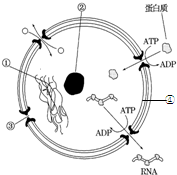 蛋白质
②
ATP
①
ADP
④
ATP
③
ADP
RNA